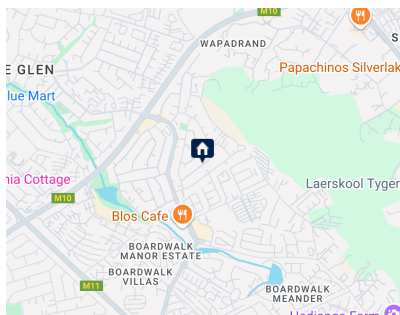 M10
WAPADRAND
S
Papachinos Silverlak
E GLEN
lue Mart
nia Cottage
Laerskool Tyger
M10
Blos Cafe
BOARDWALK
MANOR ESTATE
BOARDWALK
VILLAS
M11
BOARDWALK
MEANDER